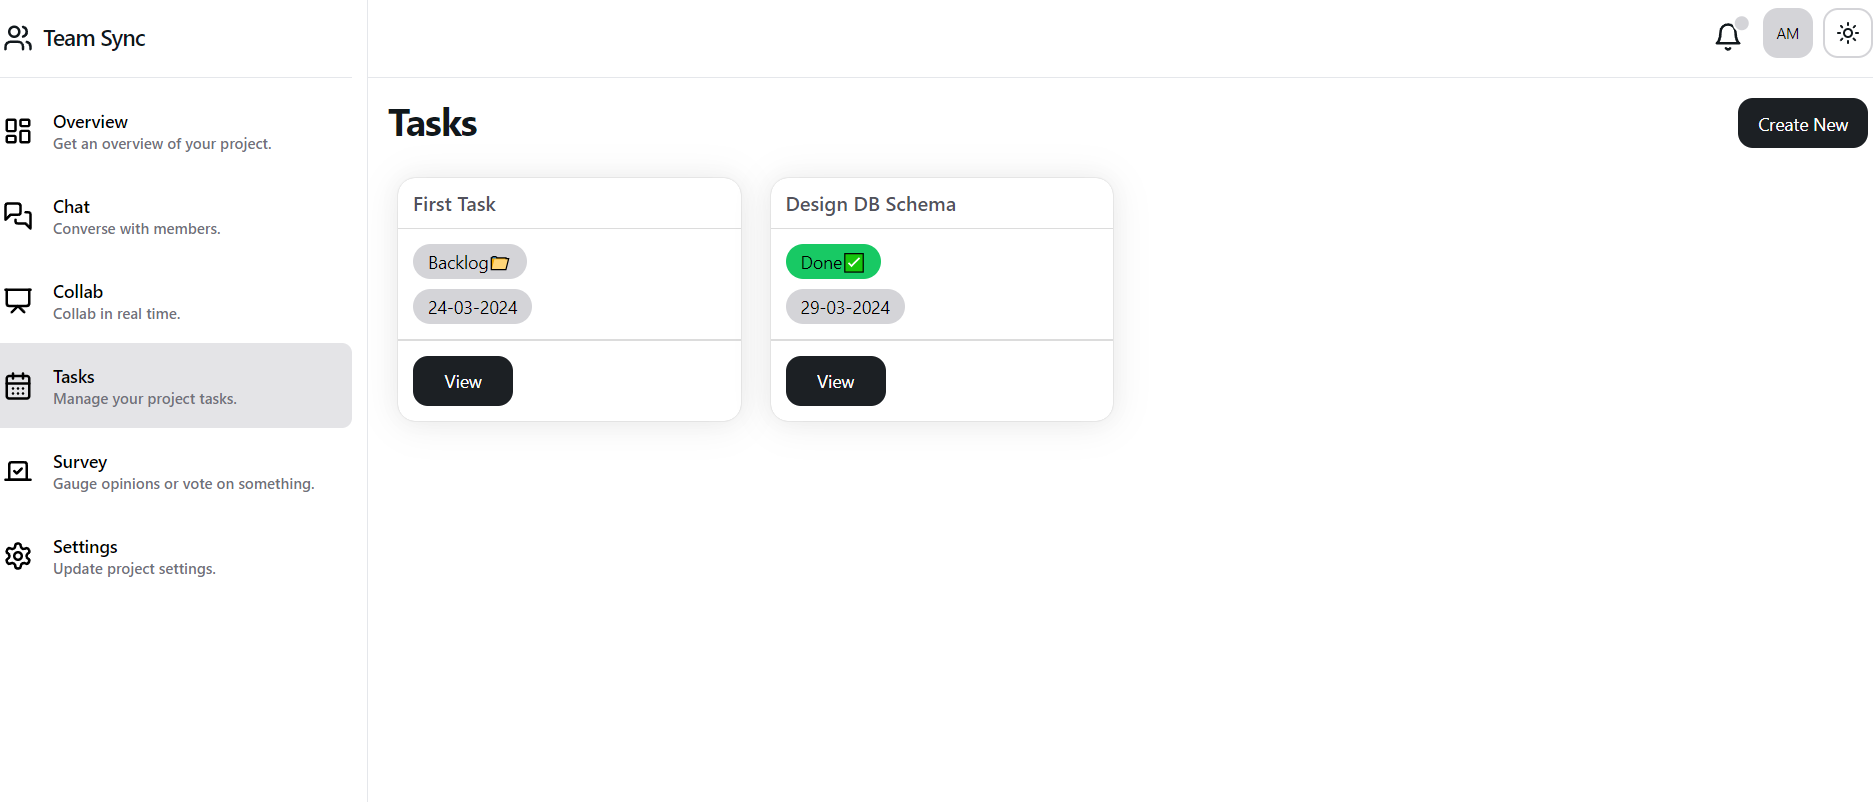 Team Sync
AM
Overview
Get an overview of your project.
Chat
Converse with members.
Collab
Collab in real time.
Tasks
Manage your project tasks.
Survey
Gauge opinions or vote on something.
Settings
Update project settings.
Tasks
Create New
First Task
Backlog📂
24-03-2024
View
Design DB Schema
Done✅
29-03-2024
View